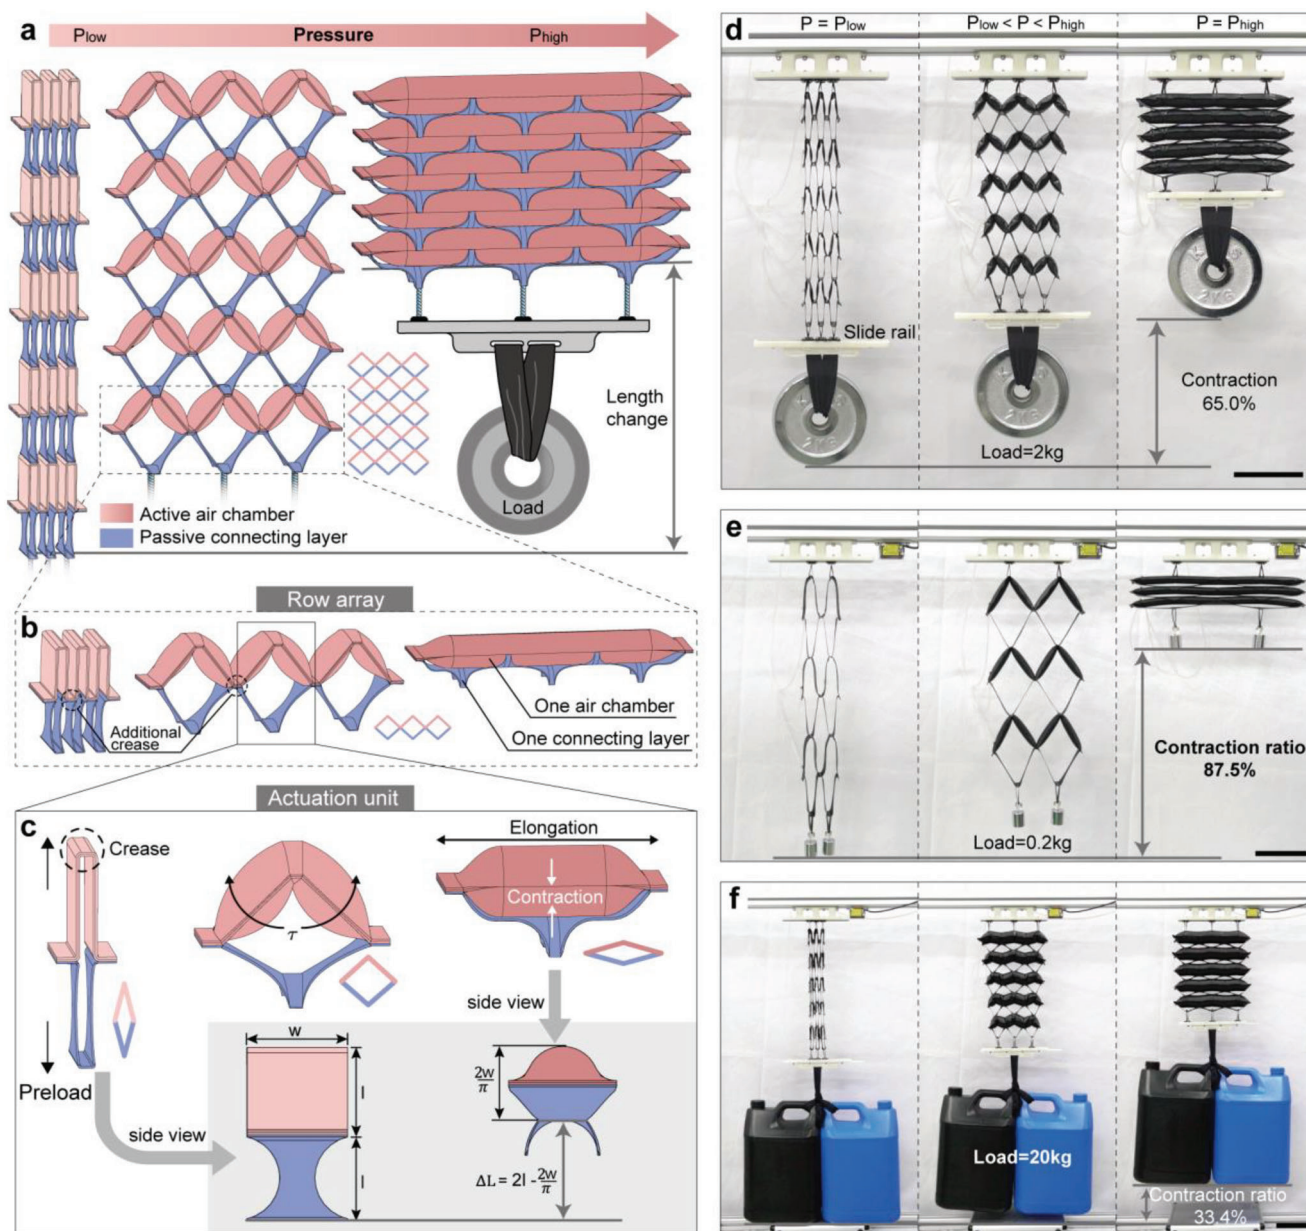 a
Plow
Pressure
Phigh
Length
change
Load
Active air chamber
Passive connecting layer
Row array
b
Additional
crease
One air chamber
One connecting layer
Actuation unit
c
Crease
Preload
τ
Elongation
Contraction
side view
side view
w
l
l
2w
π
ΔL = 2l - 2w/π
d
P = Plow
Plow < P < Phigh
P = Phigh
Slide rail
2KG
2KG
2KG
Load=2kg
Contraction
65.0%
e
Load=0.2kg
Contraction ratio
87.5%
f
Load=20kg
Contraction ratio
33.4%